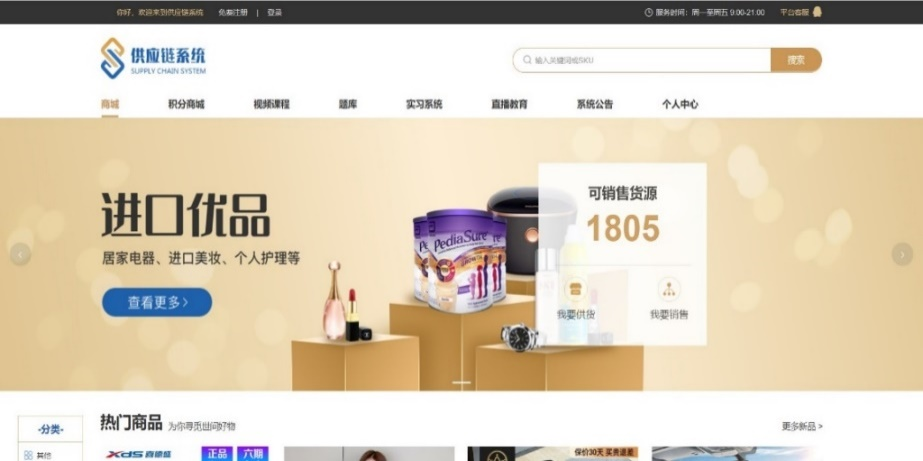 你好，欢迎来到供应链系统 免费注册 | 登录
服务时间：周一至周五 9:00-21:00 平台客服
供应链系统
SUPPLY CHAIN SYSTEM
输入关键词或SKU
搜索
商城 积分商城 视频课程 题库 实习系统 直播教育 系统公告 个人中心
进口优品
居家电器、进口美妆、个人护理等
查看更多 >
PediaSure
可销售货源
1805
我要供货 我要销售
-分类-
其他
热门商品 为你寻觅世间好物
更多新品 >
XDS 喜德盛
正品 六期
保价30天 买贵退差